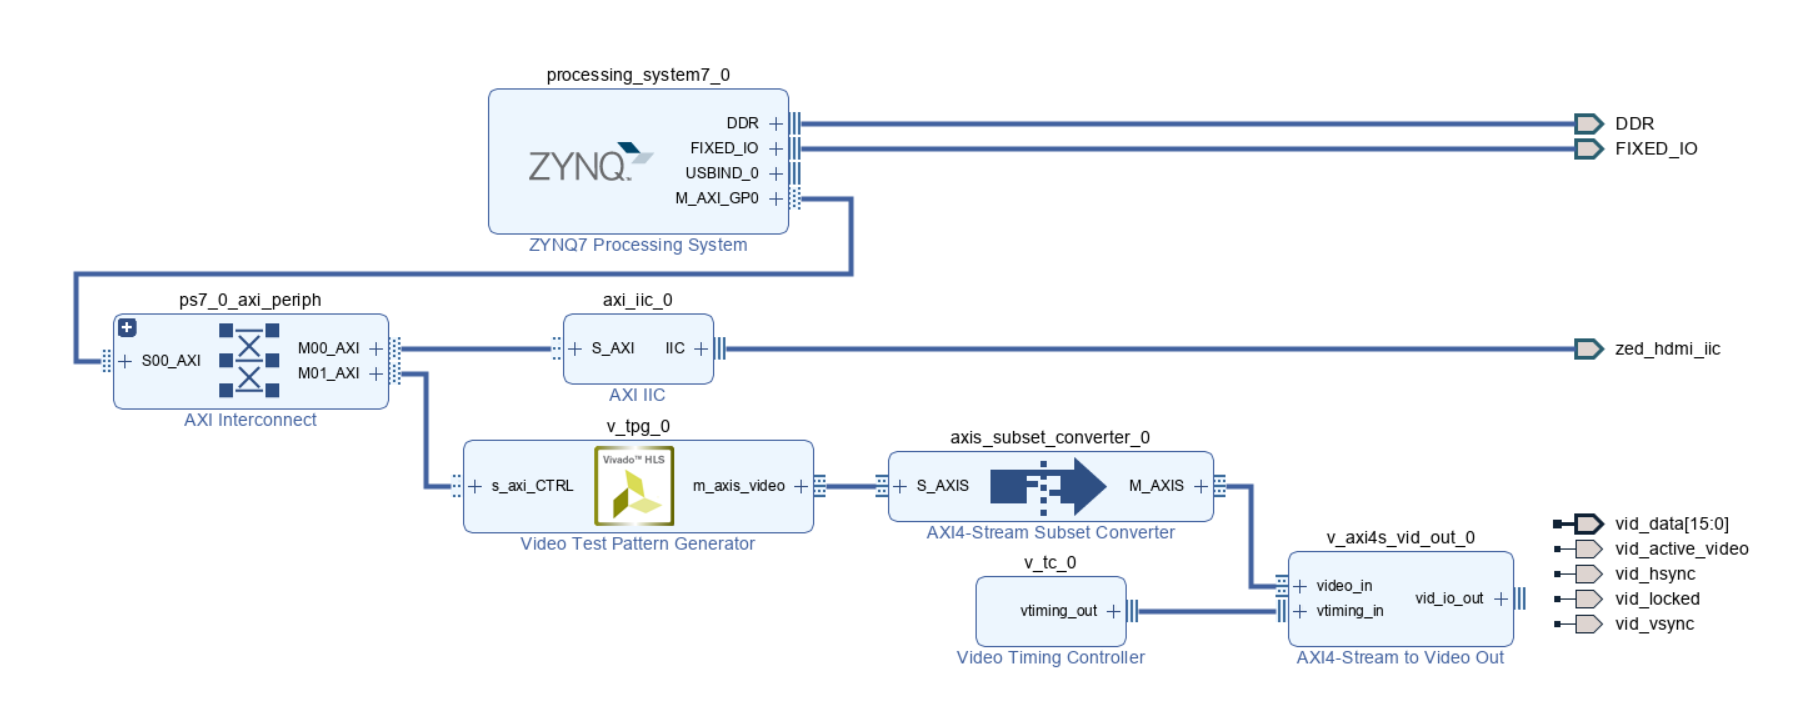 processing_system7_0
DDR
FIXED_IO
USBIND_0
M_AXI_GP0
ZYNQ
ZYNQ7 Processing System
DDR
FIXED_IO
ps7_0_axi_periph
S00_AXI
M00_AXI
M01_AXI
AXI Interconnect
axi_iic_0
S_AXI
IIC
AXI IIC
zed_hdmi_iic
v_tpg_0
s_axi_CTRL
Vivado™ HLS
m_axis_video
Video Test Pattern Generator
axis_subset_converter_0
S_AXIS
M_AXIS
AXI4-Stream Subset Converter
v_tc_0
vtiming_out
Video Timing Controller
v_axi4s_vid_out_0
video_in
vtiming_in
vid_io_out
AXI4-Stream to Video Out
vid_data[15:0]
vid_active_video
vid_hsync
vid_locked
vid_vsync